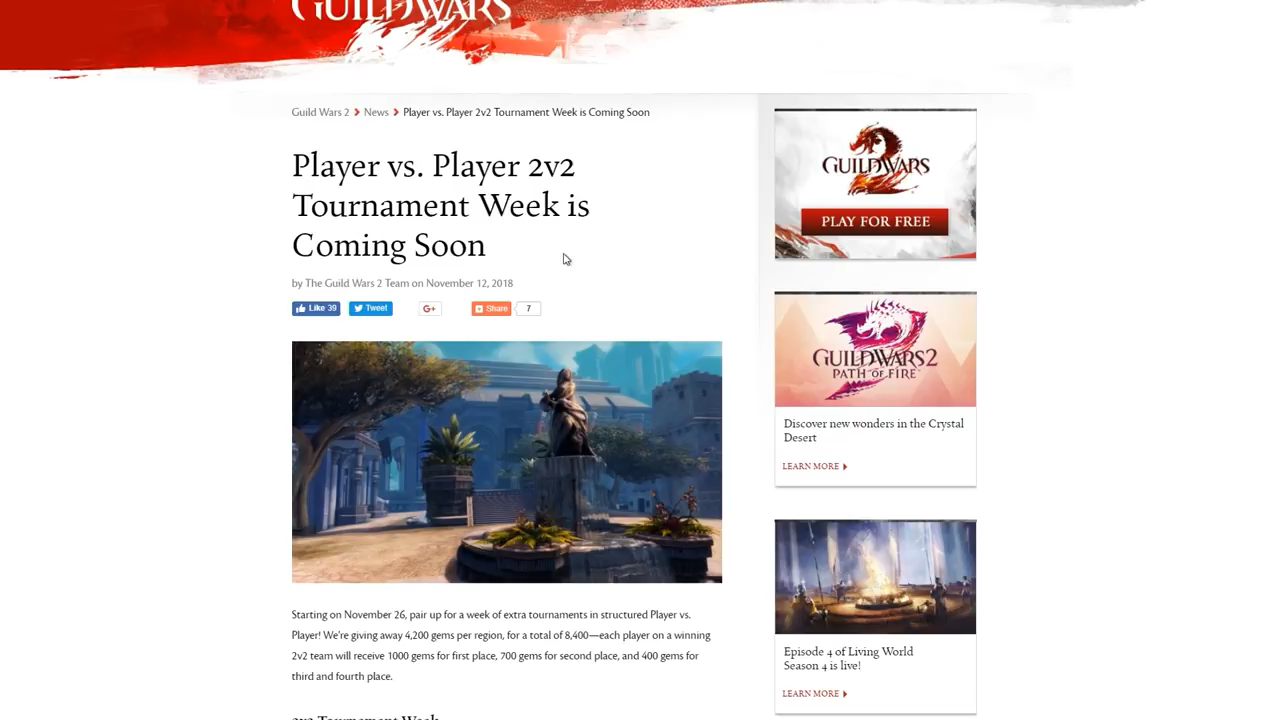 GUILDWARS
Guild Wars 2 > News > Player vs. Player 2v2 Tournament Week is Coming Soon
Player vs. Player 2v2
Tournament Week is
Coming Soon
by The Guild Wars 2 Team on November 12, 2018
Like 39 Tweet G+ Share 7
Starting on November 26, pair up for a week of extra tournaments in structured Player vs.
Player! We're giving away 4,200 gems per region, for a total of 8,400—each player on a winning
2v2 team will receive 1000 gems for first place, 700 gems for second place, and 400 gems for
third and fourth place.
2v2 Tournament Week
GUILDWARS
2
PLAY FOR FREE
GUILDWARS2
PATH OF FIRE
Discover new wonders in the Crystal
Desert
LEARN MORE
Episode 4 of Living World
Season 4 is live!
LEARN MORE